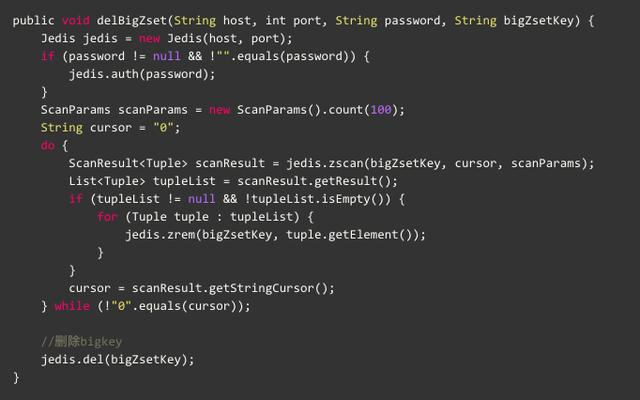 public void delBigZset(String host, int port, String password, String bigZsetKey) {
    Jedis jedis = new Jedis(host, port);
    if (password != null && !"".equals(password)) {
        jedis.auth(password);
    }
    ScanParams scanParams = new ScanParams().count(100);
    String cursor = "0";
    do {
        ScanResult<Tuple> scanResult = jedis.zscan(bigZsetKey, cursor, scanParams);
        List<Tuple> tupleList = scanResult.getResult();
        if (tupleList != null && !tupleList.isEmpty()) {
            for (Tuple tuple : tupleList) {
                jedis.zrem(bigZsetKey, tuple.getElement());
            }
        }
        cursor = scanResult.getStringCursor();
    } while (!"0".equals(cursor));

    //删除bigkey
    jedis.del(bigZsetKey);
}